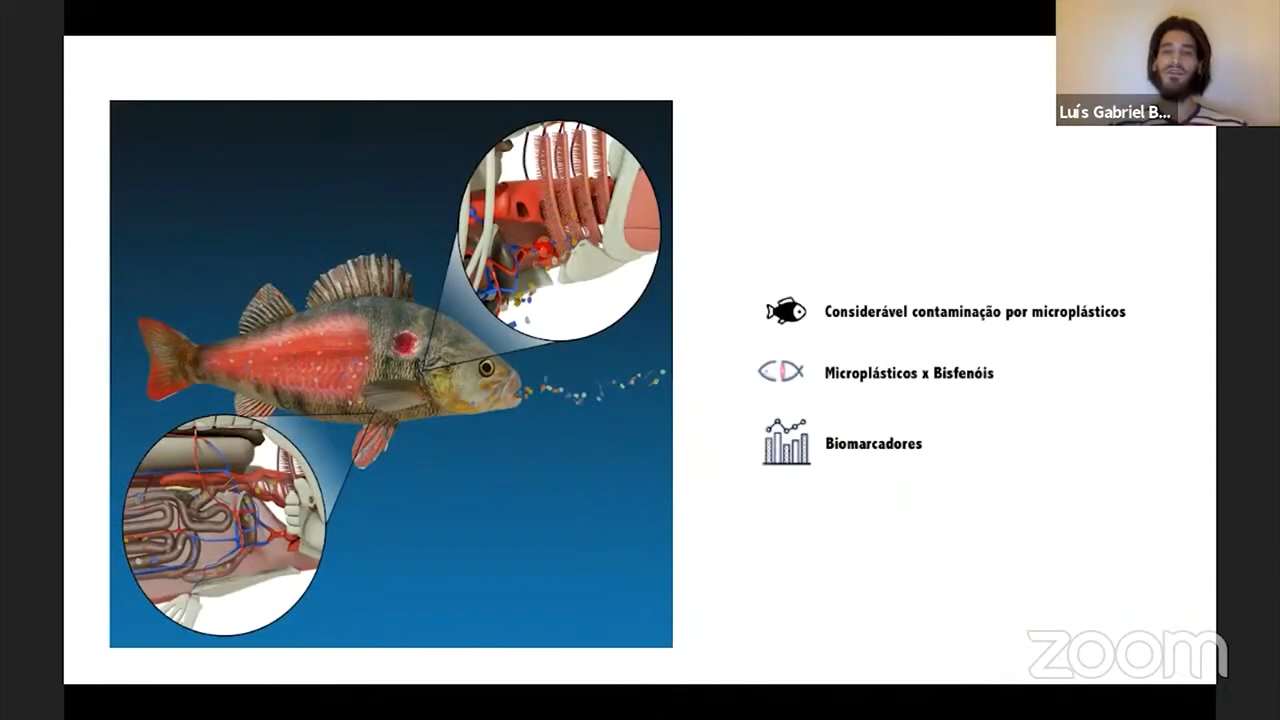 Luís Gabriel B...
Considerável contaminação por microplásticos
Microplásticos x Bisfenóis
Biomarcadores
zoom